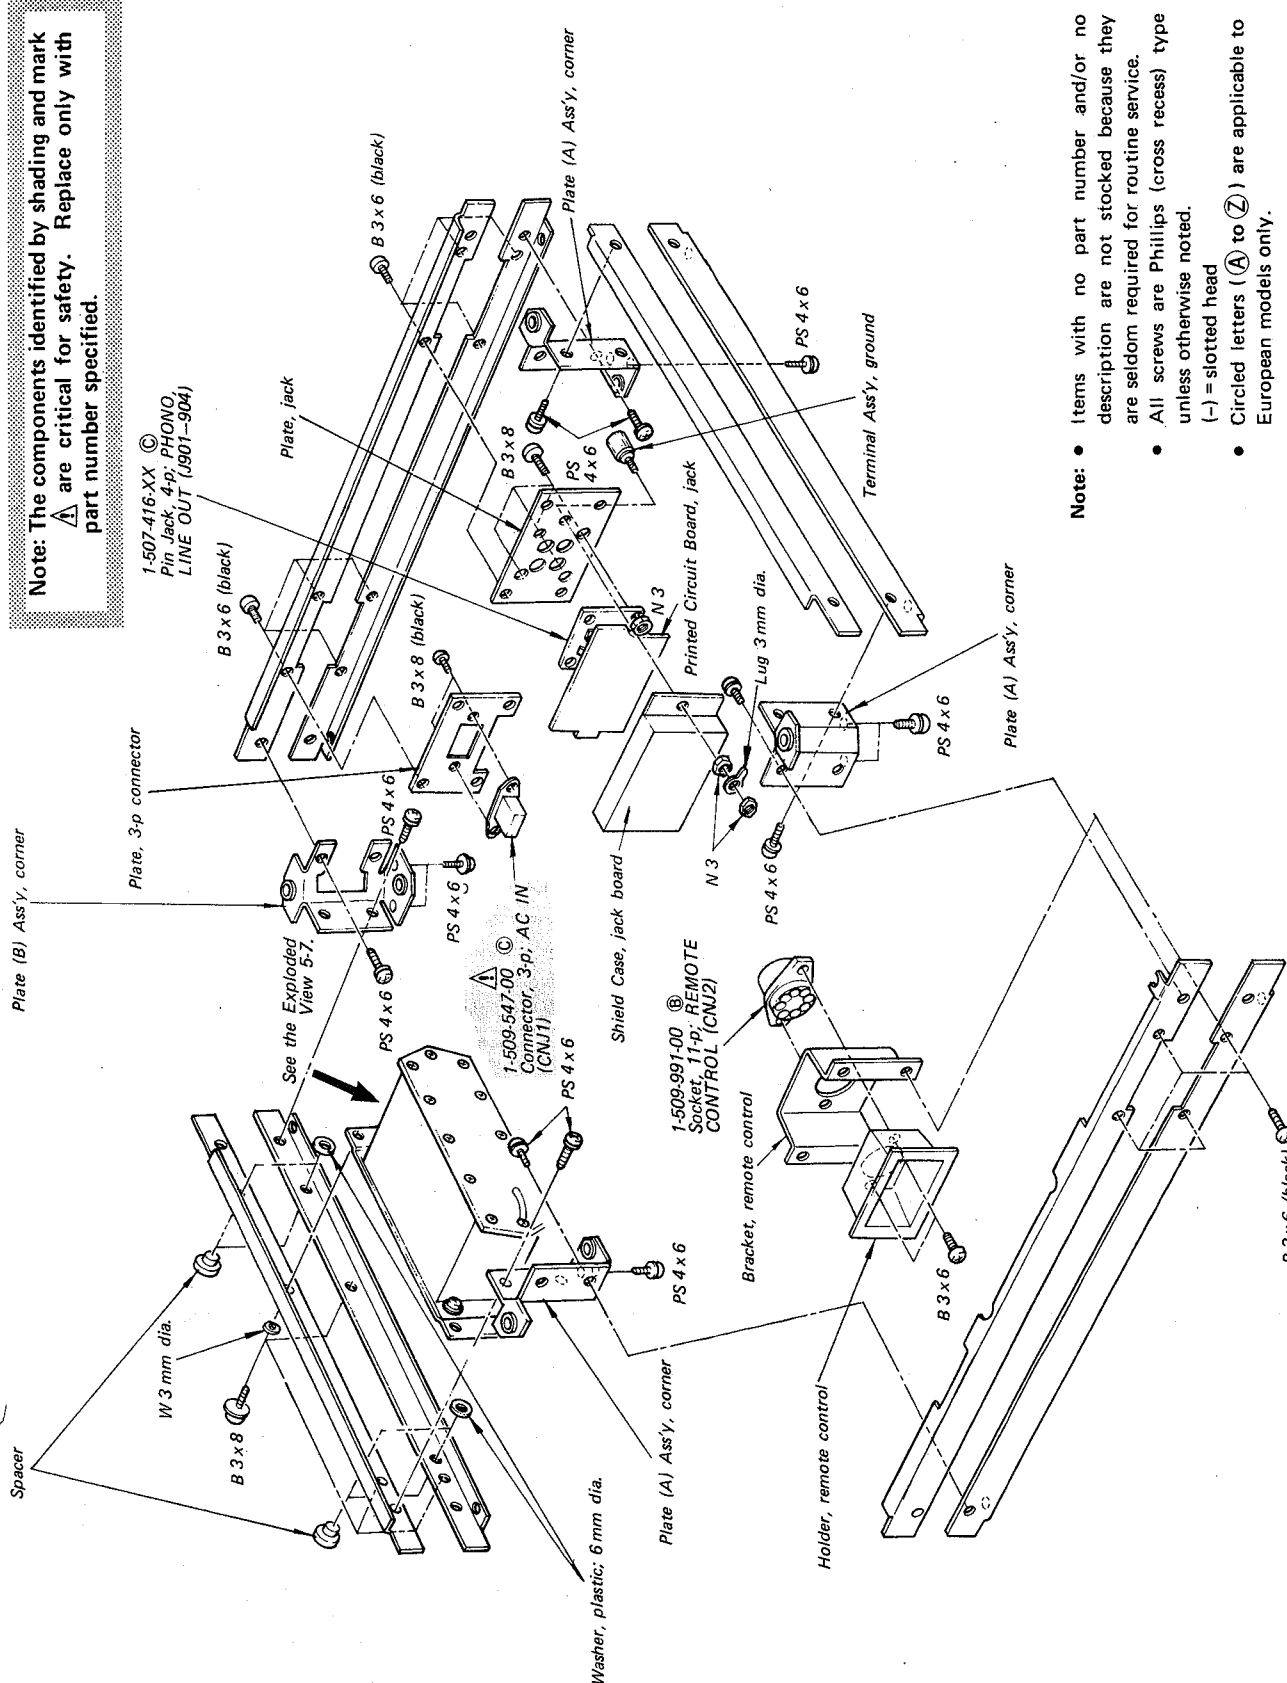 Note: The components identified by shading and mark
⚠ are critical for safety. Replace only with
part number specified.
Plate (B) Ass'y, corner
Plate, 3-p connector
B 3 x 6 (black)
1-507-416-XX Ⓒ
Pin Jack, 4-p; PHONO,
LINE OUT (J901-904)
Plate, jack
B 3 x 6 (black)
Plate (A) Ass'y, corner
Spacer
W 3 mm dia.
B 3 x 8
See the Exploded
View 5-7.
PS 4 x 6
PS 4 x 6
PS 4 x 6
B 3 x 8 (black)
B 3 x 8
PS
4 x 6
PS 4 x 6
⚠
1-509-547-00 Ⓒ
Connector, 3-p; AC IN
(CNJ1)
PS 4 x 6
N 3
Printed Circuit Board, jack
Terminal Ass'y, ground
Shield Case, jack board
N 3
Lug 3 mm dia.
PS 4 x 6
PS 4 x 6
Plate (A) Ass'y, corner
1-509-991-00 Ⓑ
Socket, 11-p; REMOTE
CONTROL (CNJ2)
Bracket, remote control
PS 4 x 6
B 3 x 6
Plate (A) Ass'y, corner
Holder, remote control
Washer, plastic; 6 mm dia.
B 3 x 6 (black)
Note: • Items with no part number and/or no
description are not stocked because they
are seldom required for routine service.
• All screws are Phillips (cross recess) type
unless otherwise noted.
(-) = slotted head
• Circled letters (Ⓐ to Ⓩ) are applicable to
European models only.